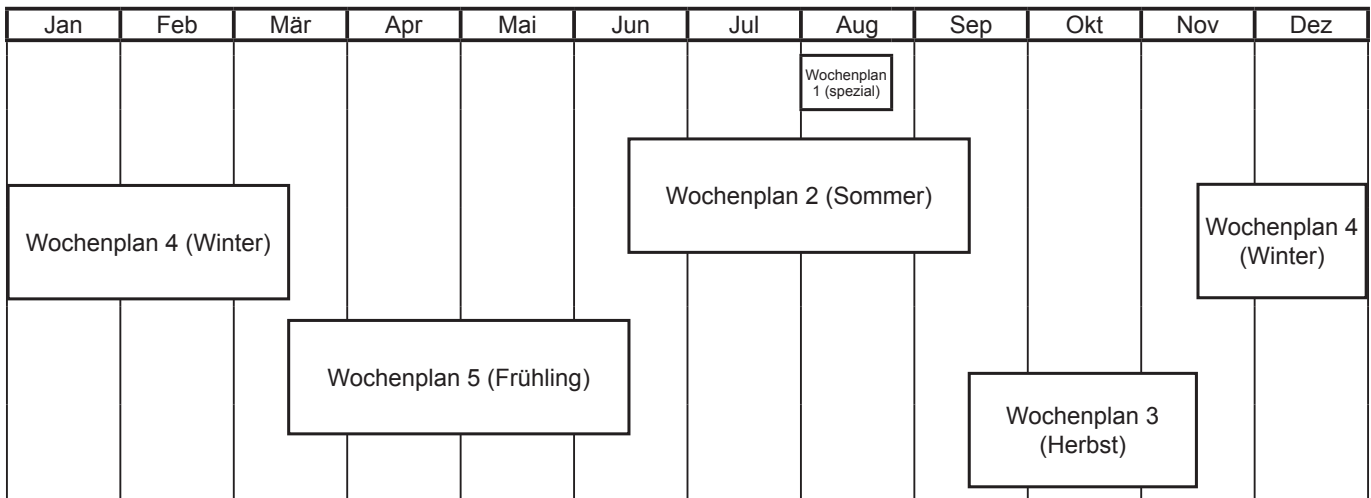 Jan Feb Mär Apr Mai Jun Jul Aug Sep Okt Nov Dez
Wochenplan
1 (spezial)
Wochenplan 2 (Sommer)
Wochenplan 4 (Winter)
Wochenplan 4
(Winter)
Wochenplan 5 (Frühling)
Wochenplan 3
(Herbst)